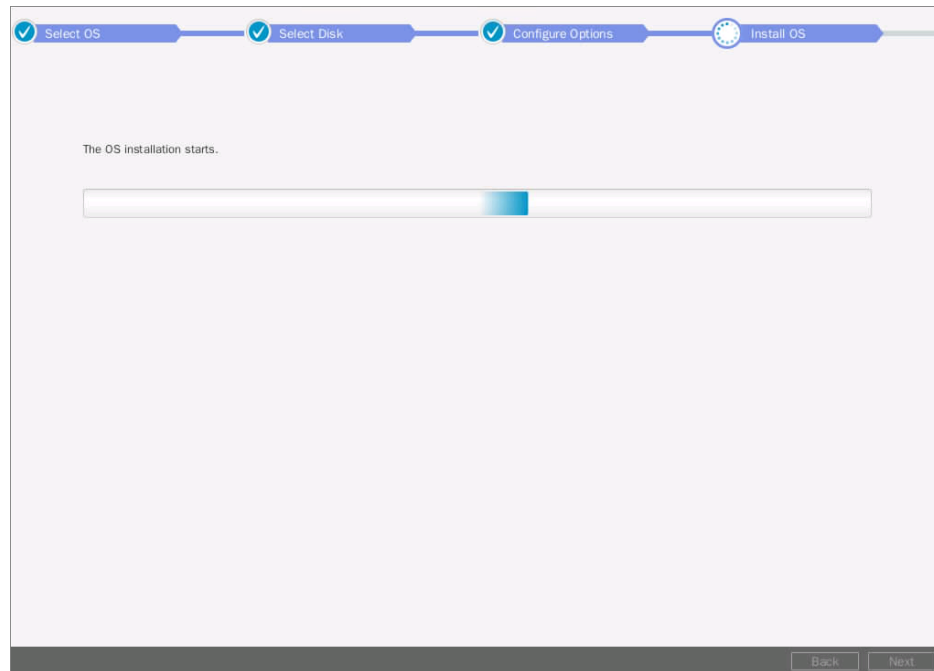 Select OS
Select Disk
Configure Options
Install OS
The OS installation starts.
Back
Next